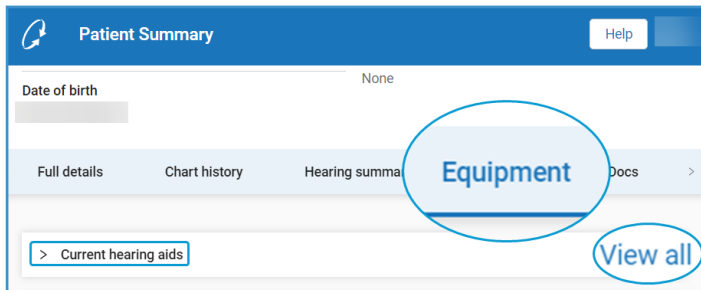 Patient Summary
Help
None
Date of birth
Full details Chart history Hearing summa Equipment Docs >
> Current hearing aids View all